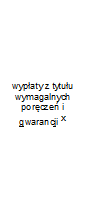 wypłaty z tytułu
wymagalnych
poręczeń i
gwarancji x